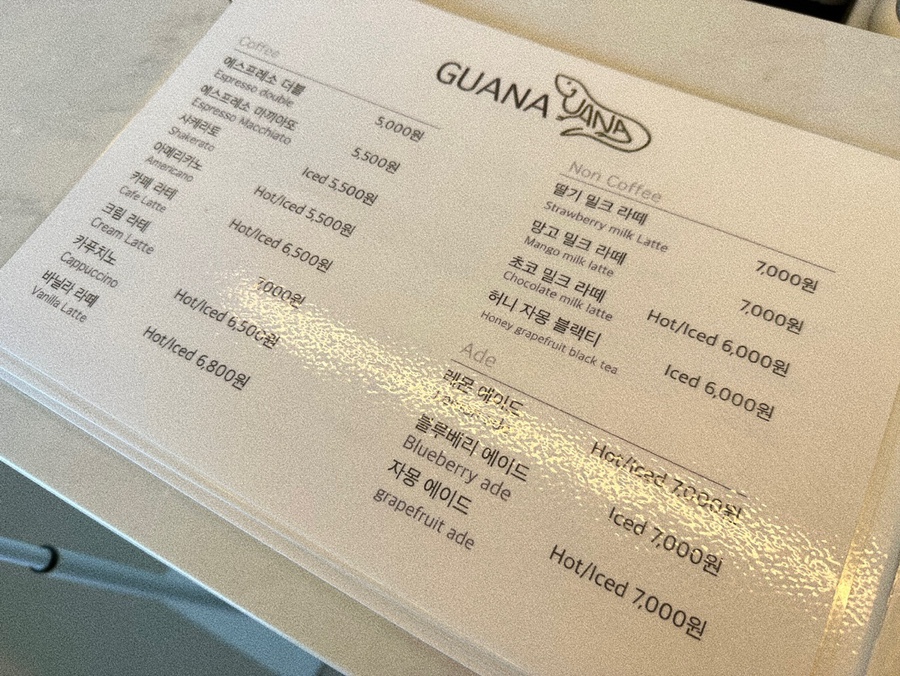 GUANA UANA
Coffee
에스프레소 더블 5,000원
Espresso double
에스프레소 마끼아또 5,500원
Espresso Macchiato
샤케라또 Iced 5,500원
Shakerato
아메리카노 Hot/Iced 5,500원
Americano
카페 라떼 Hot/Iced 6,500원
Cafe Latte
크림 라떼 7,000원
Cream Latte
카푸치노 Hot/Iced 6,500원
Cappuccino
바닐라 라떼 Hot/Iced 6,800원
Vanilla Latte
Non Coffee
딸기 밀크 라떼 7,000원
Strawberry milk Latte
망고 밀크 라떼 7,000원
Mango milk latte
초코 밀크 라떼 Hot/Iced 6,000원
Chocolate milk latte
허니 자몽 블랙티 Iced 6,000원
Honey grapefruit black tea
Ade
레몬 에이드 Hot/Iced 7,000원
블루베리 에이드 Iced 7,000원
Blueberry ade
자몽 에이드 Hot/Iced 7,000원
grapefruit ade